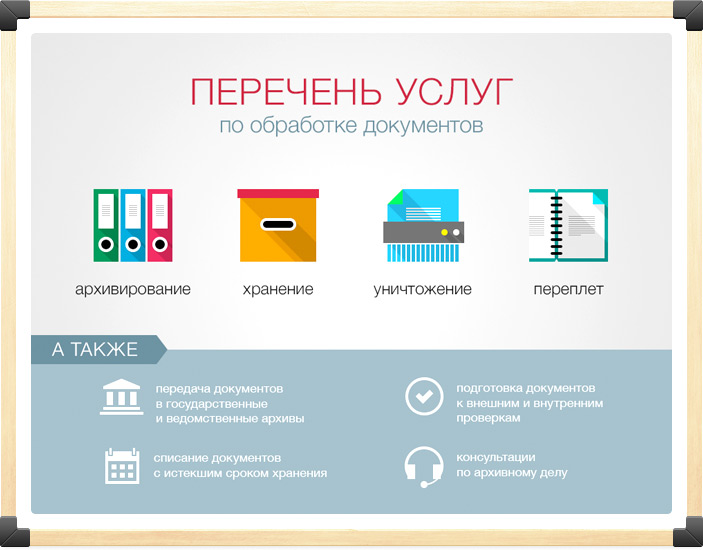 ПЕРЕЧЕНЬ УСЛУГ
по обработке документов
архивирование
хранение
уничтожение
переплет
А ТАКЖЕ
передача документов
в государственные
и ведомственные архивы
подготовка документов
к внешним и внутренним
проверкам
списание документов
с истекшим сроком хранения
консультации
по архивному делу